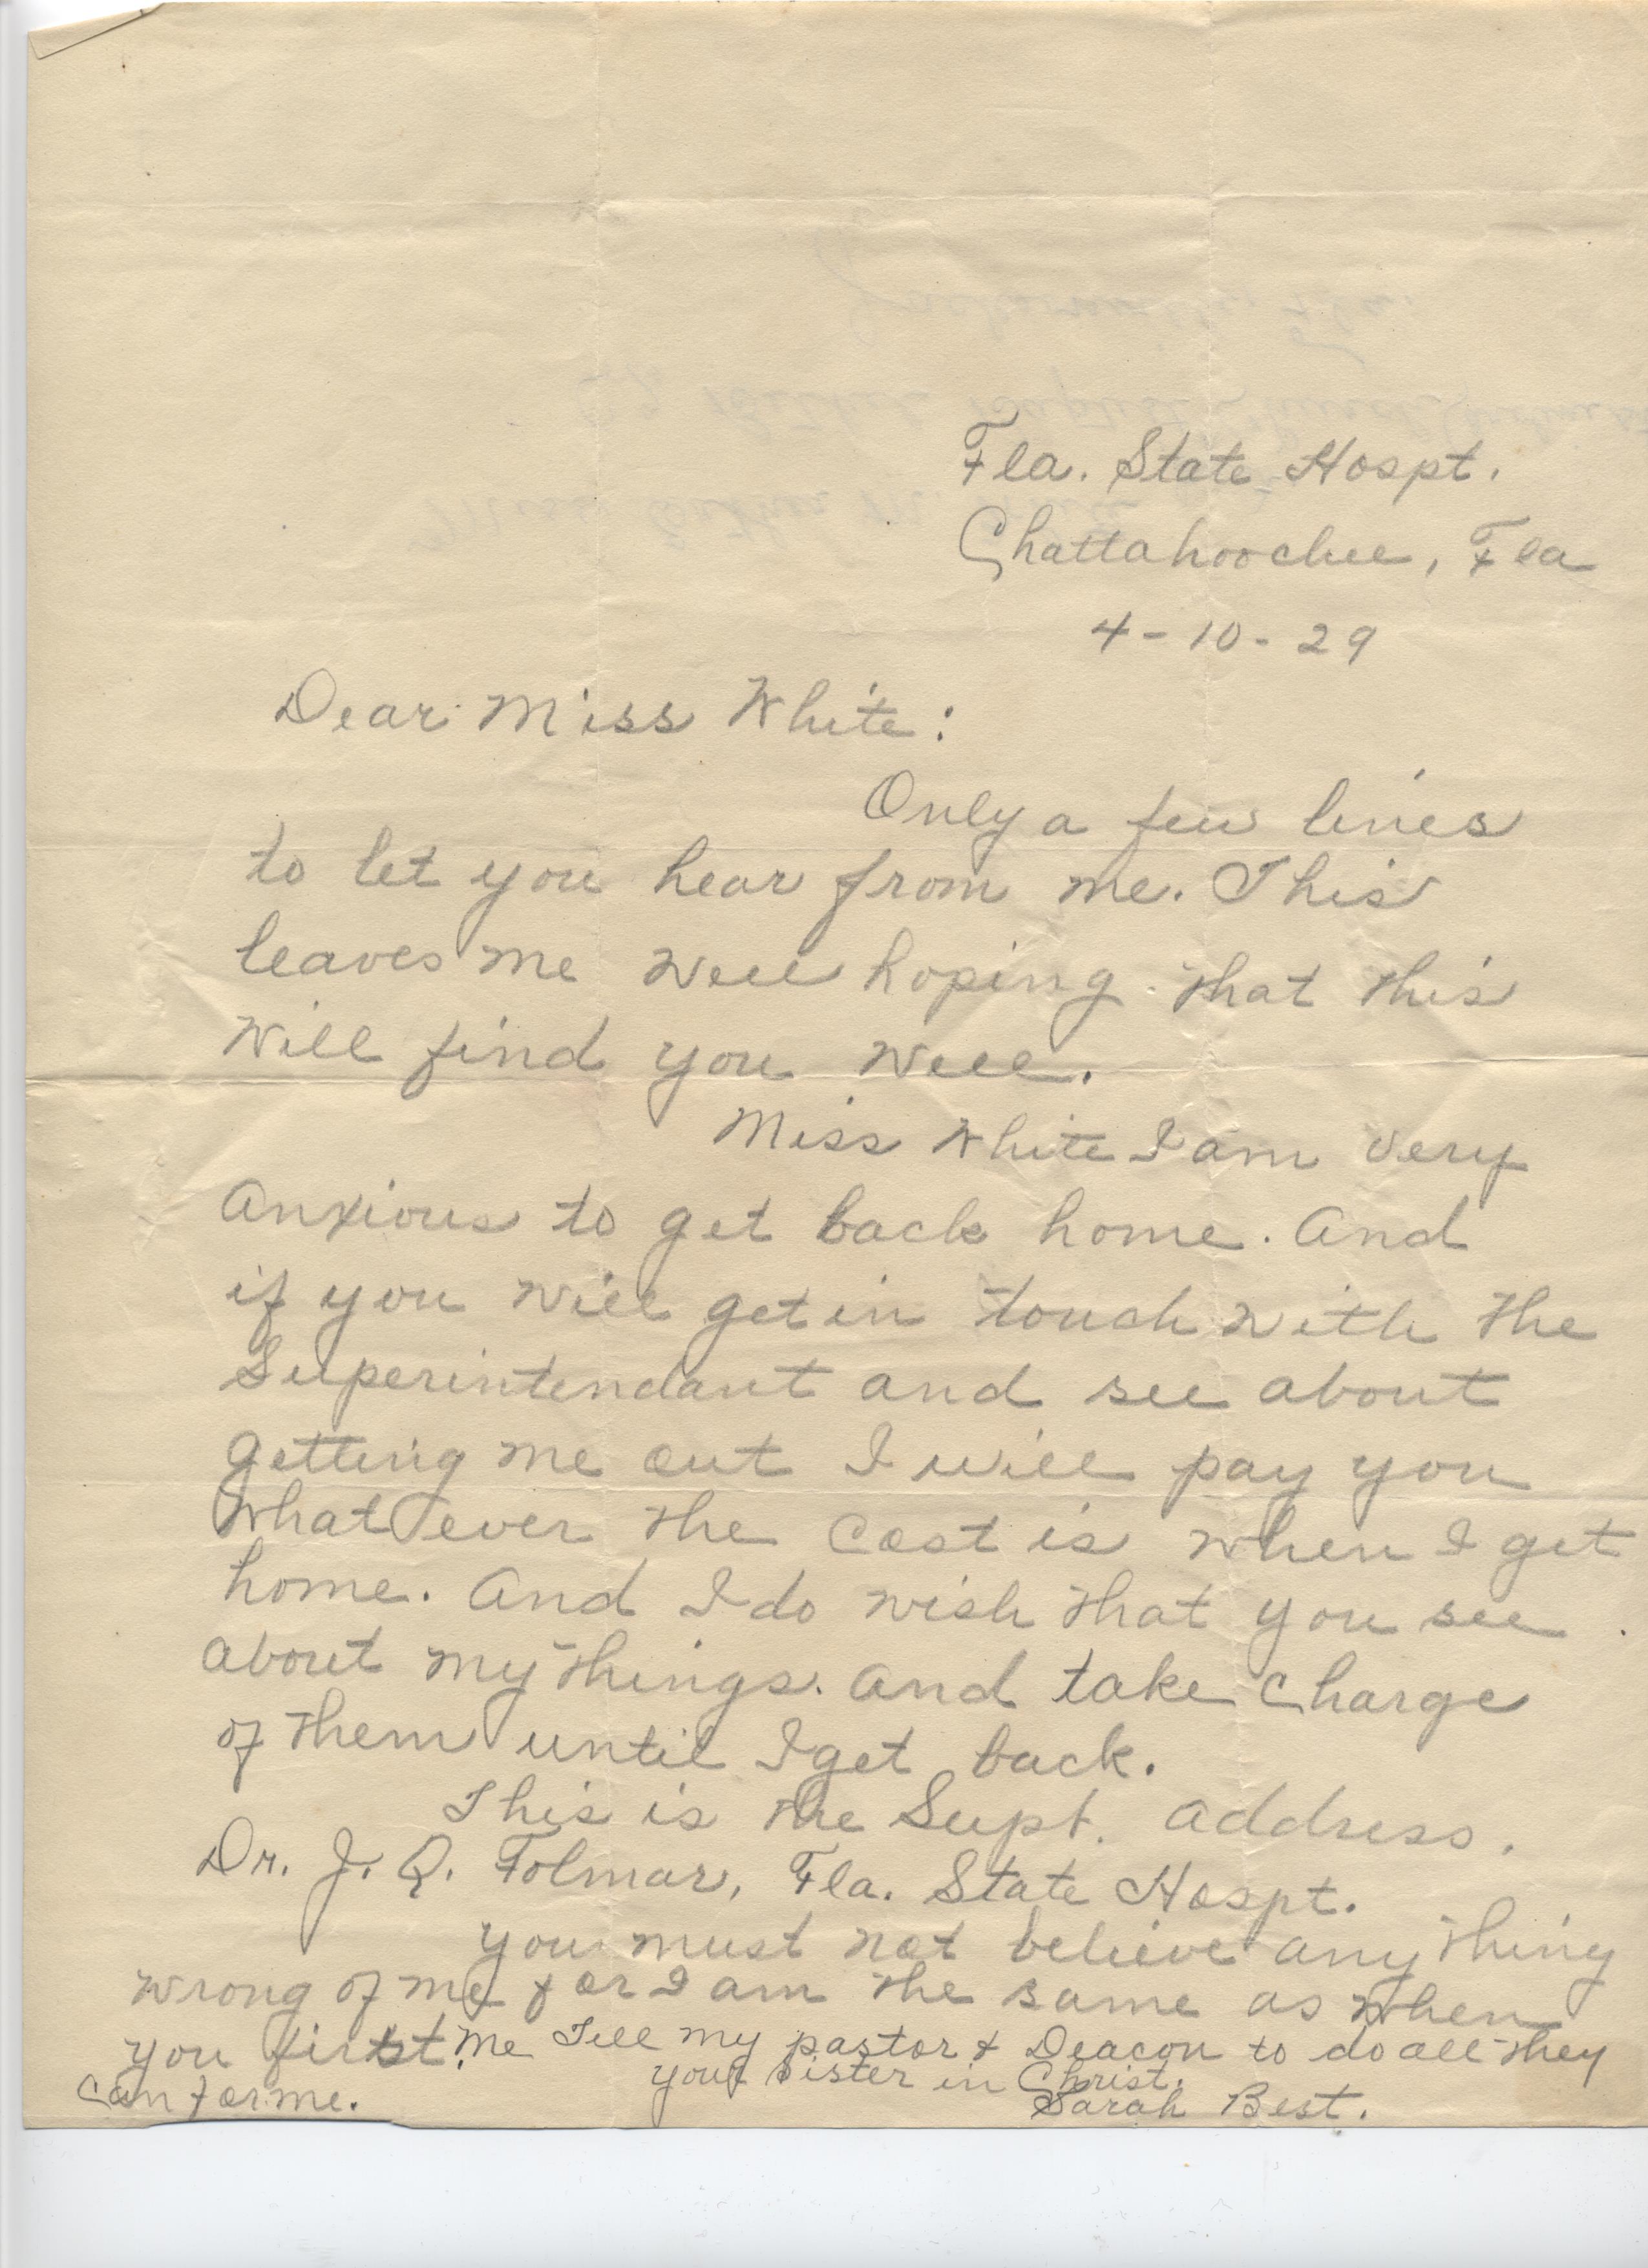 Fla. State Hospt.
Chattahoochee, Fla
4-10-29
Dear Miss White:
Only a few lines
to let you hear from me. This
leaves me well hoping that this
will find you well.
Miss White I am very
anxious to get back home. And
if you will get in touch with the
Superintendant and see about
getting me out I will pay you
what ever the cost is when I get
home. And I do wish that you see
about my things. and take charge
of them until I get back.
This is the Supt. address.
Dr. J. Q. Folmar, Fla. State Hospt.
you must not believe any thing
wrong of me for I am the same as when
you first me Tell my pastor & Deacon to do all they
can for me.
your Sister in Christ.
Sarah Best.